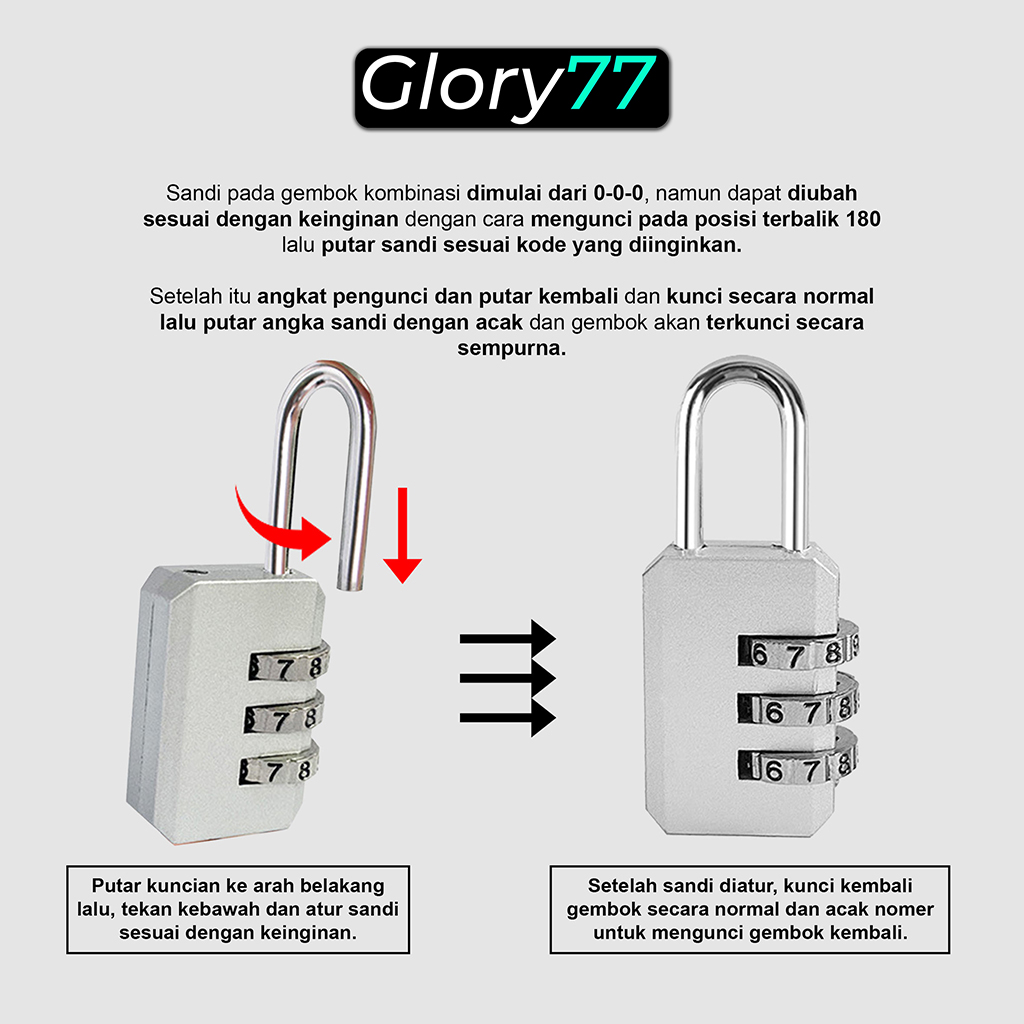 Glory77
Sandi pada gembok kombinasi dimulai dari 0-0-0, namun dapat diubah
sesuai dengan keinginan dengan cara mengunci pada posisi terbalik 180
lalu putar sandi sesuai kode yang diinginkan.
Setelah itu angkat pengunci dan putar kembali dan kunci secara normal
lalu putar angka sandi dengan acak dan gembok akan terkunci secara
sempurna.
7 8
7 8
7 8
6 7 8 9
6 7 8
6 7 8
Putar kuncian ke arah belakang
lalu, tekan kebawah dan atur sandi
sesuai dengan keinginan.
Setelah sandi diatur, kunci kembali
gembok secara normal dan acak nomer
untuk mengunci gembok kembali.